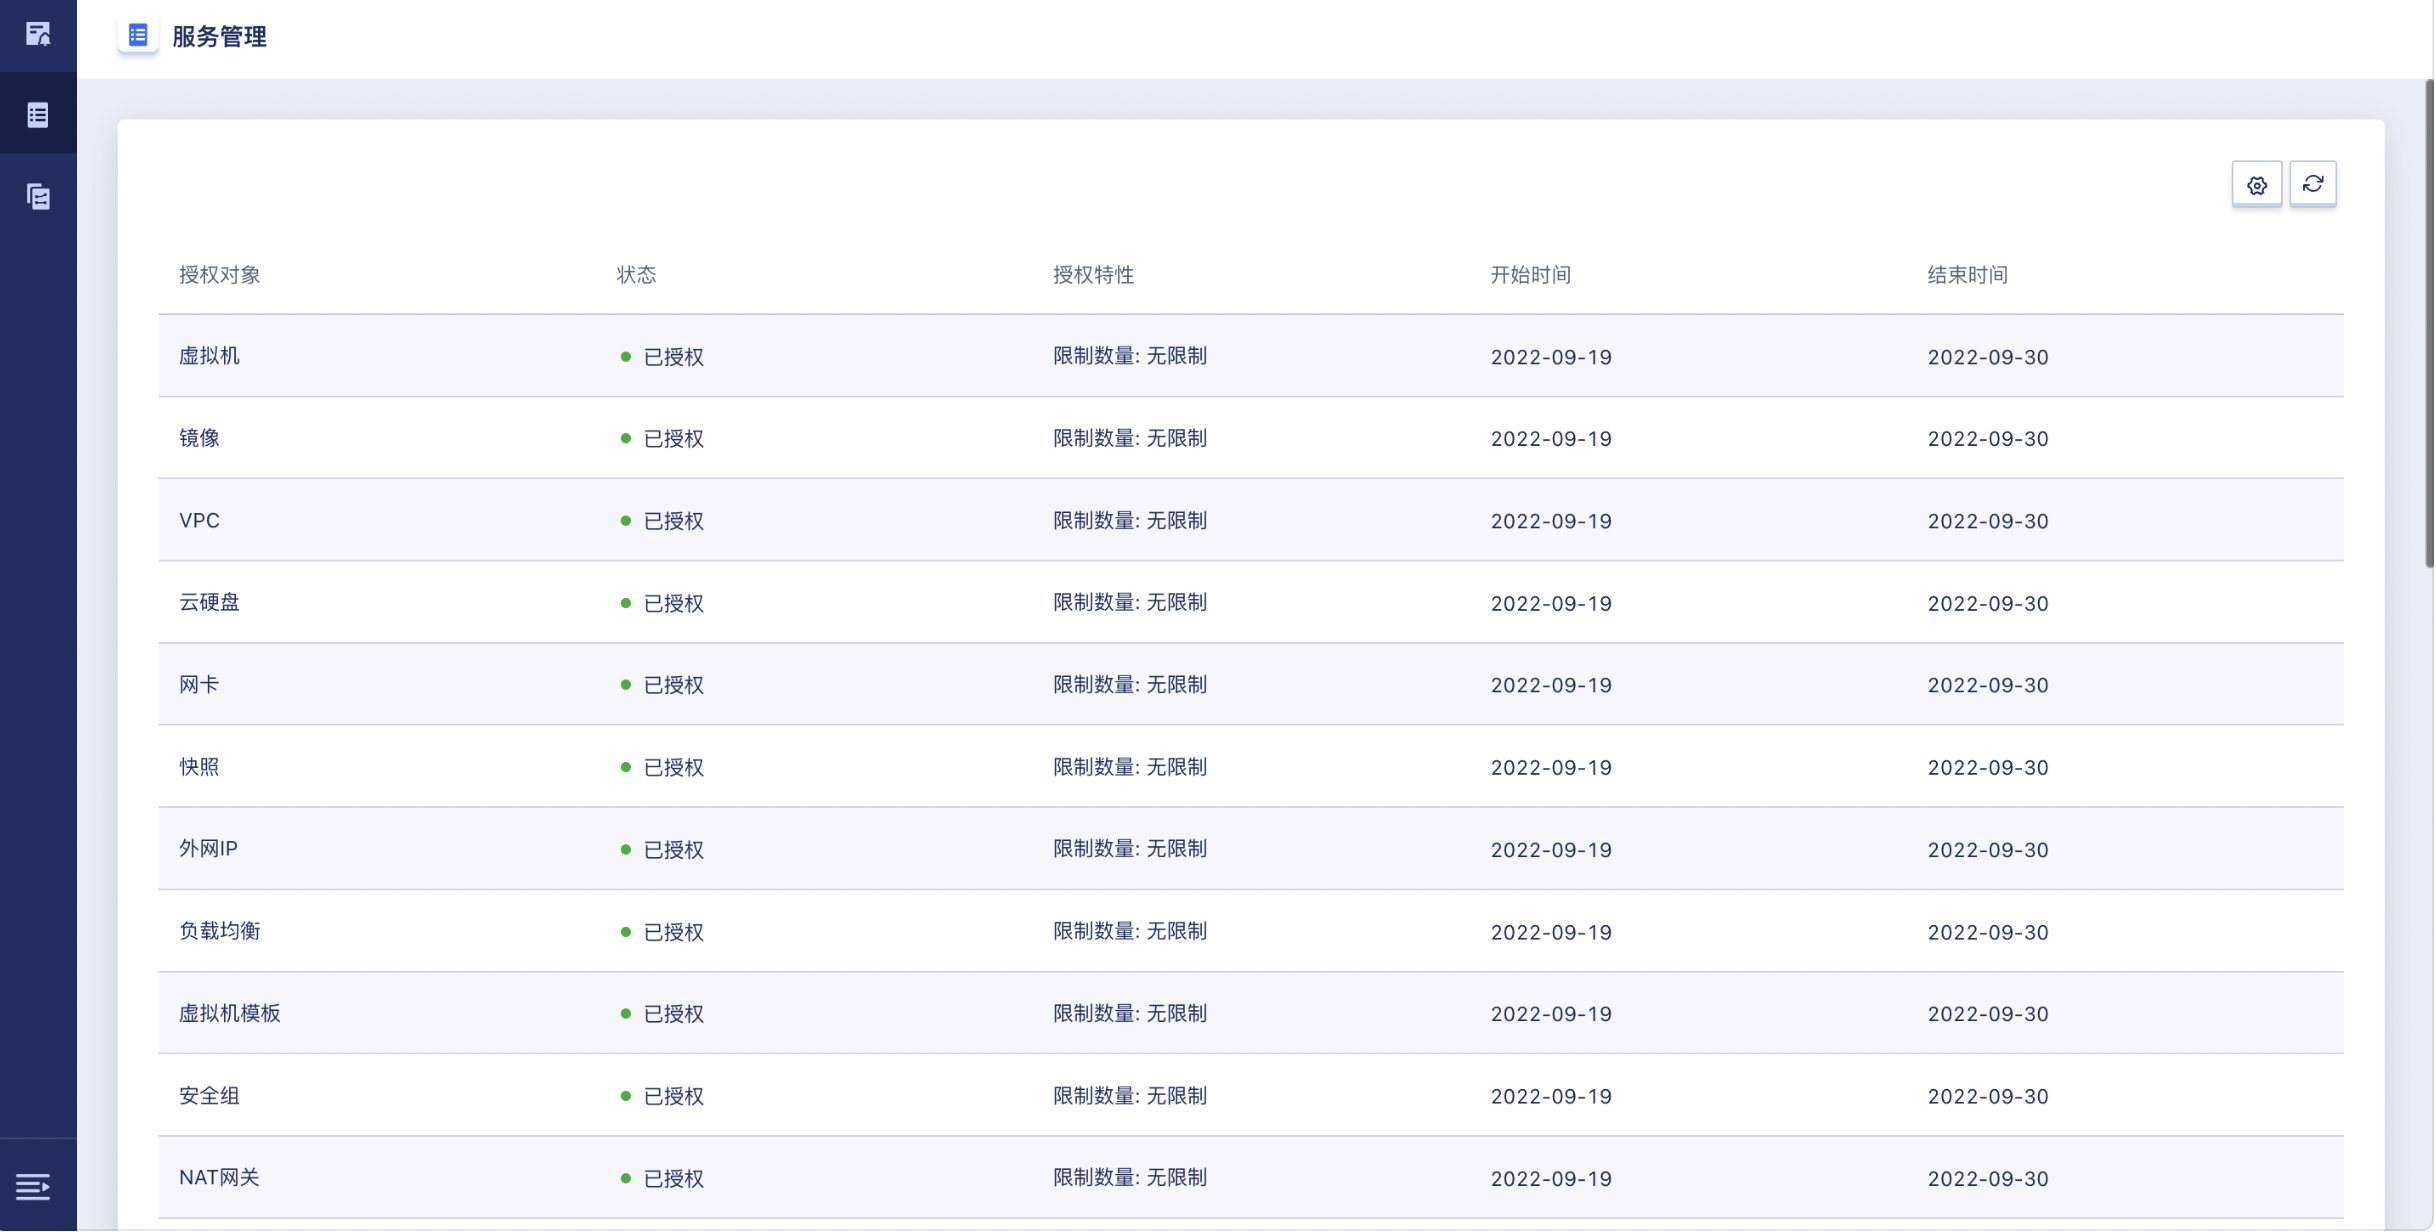 服务管理
授权对象 状态 授权特性 开始时间 结束时间
虚拟机 已授权 限制数量: 无限制 2022-09-19 2022-09-30
镜像 已授权 限制数量: 无限制 2022-09-19 2022-09-30
VPC 已授权 限制数量: 无限制 2022-09-19 2022-09-30
云硬盘 已授权 限制数量: 无限制 2022-09-19 2022-09-30
网卡 已授权 限制数量: 无限制 2022-09-19 2022-09-30
快照 已授权 限制数量: 无限制 2022-09-19 2022-09-30
外网IP 已授权 限制数量: 无限制 2022-09-19 2022-09-30
负载均衡 已授权 限制数量: 无限制 2022-09-19 2022-09-30
虚拟机模板 已授权 限制数量: 无限制 2022-09-19 2022-09-30
安全组 已授权 限制数量: 无限制 2022-09-19 2022-09-30
NAT网关 已授权 限制数量: 无限制 2022-09-19 2022-09-30